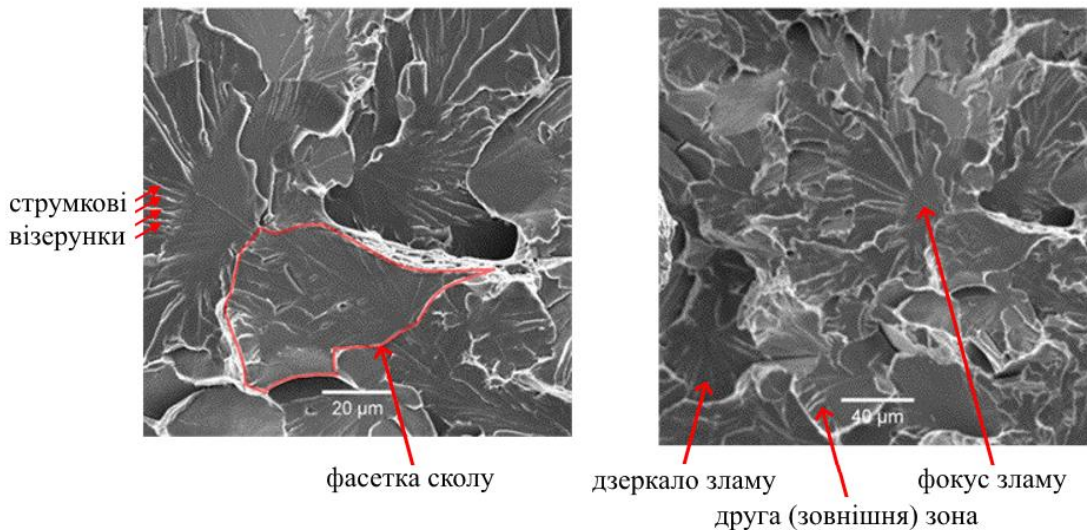 струмкові
візерунки
20 µm
40 µm
фасетка сколу
дзеркало зламу
фокус зламу
друга (зовнішня) зона